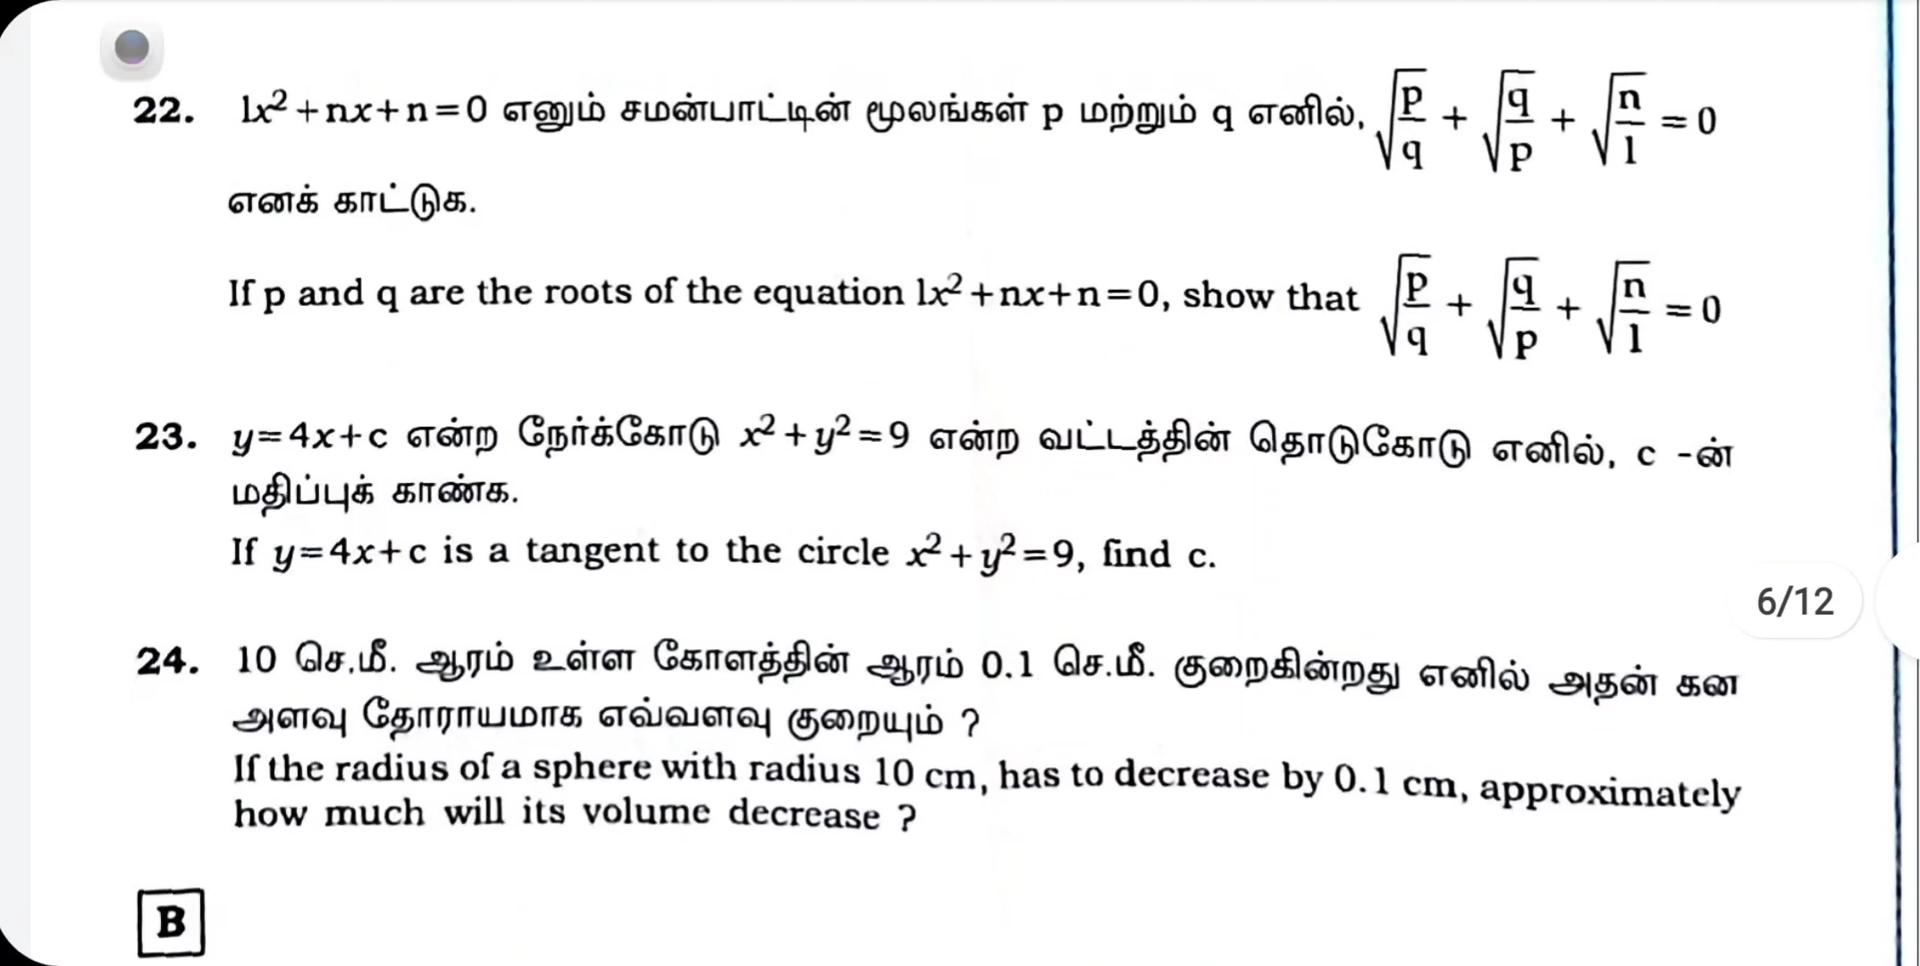 22. lx²+nx+n=0 எனும் சமன்பாட்டின் மூலங்கள் p மற்றும் q எனில், √(p/q) + √(q/p) + √(n/l) = 0
எனக் காட்டுக.
If p and q are the roots of the equation lx²+nx+n=0, show that √(p/q) + √(q/p) + √(n/l) = 0
23. y=4x+c என்ற நேர்க்கோடு x²+y²=9 என்ற வட்டத்தின் தொடுகோடு எனில், c -ன்
மதிப்புக் காண்க.
If y=4x+c is a tangent to the circle x²+y²=9, find c.
6/12
24. 10 செ.மீ. ஆரம் உள்ள கோளத்தின் ஆரம் 0.1 செ.மீ. குறைகின்றது எனில் அதன் கன
அளவு தோராயமாக எவ்வளவு குறையும் ?
If the radius of a sphere with radius 10 cm, has to decrease by 0.1 cm, approximately
how much will its volume decrease ?
B